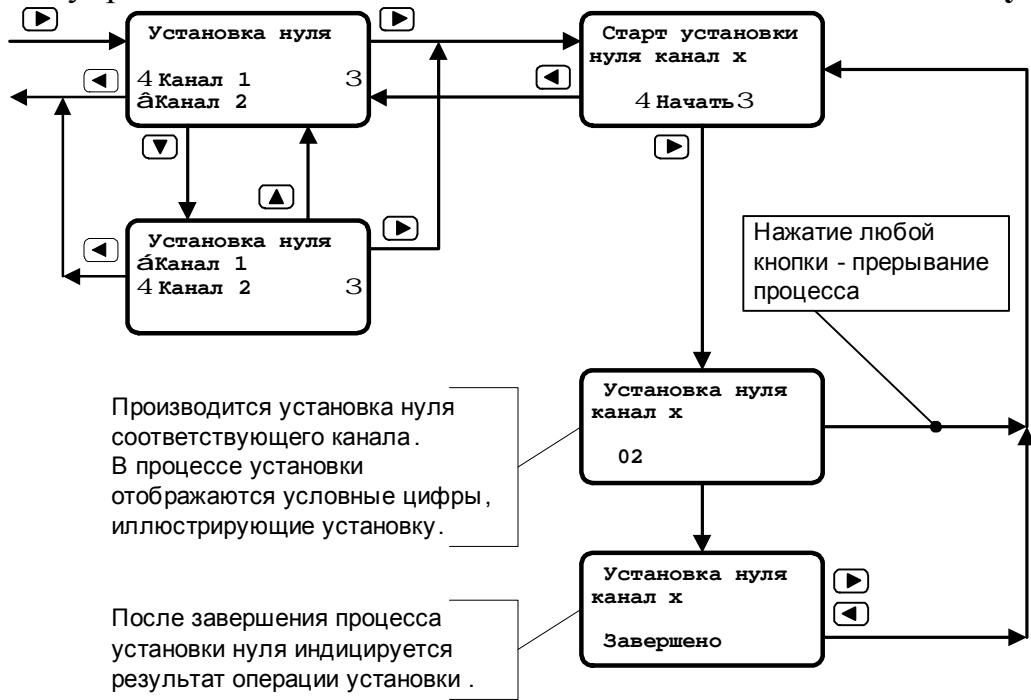 Установка нуля
4 Канал 1 3
âКанал 2
Старт установки
нуля канал x
4 Начать 3
Установка нуля
áКанал 1
4 Канал 2 3
Нажатие любой
кнопки - прерывание
процесса
Установка нуля
канал x
02
Производится установка нуля
соответствующего канала.
В процессе установки
отображаются условные цифры,
иллюстрирующие установку.
Установка нуля
канал x
Завершено
После завершения процесса
установки нуля индицируется
результат операции установки .